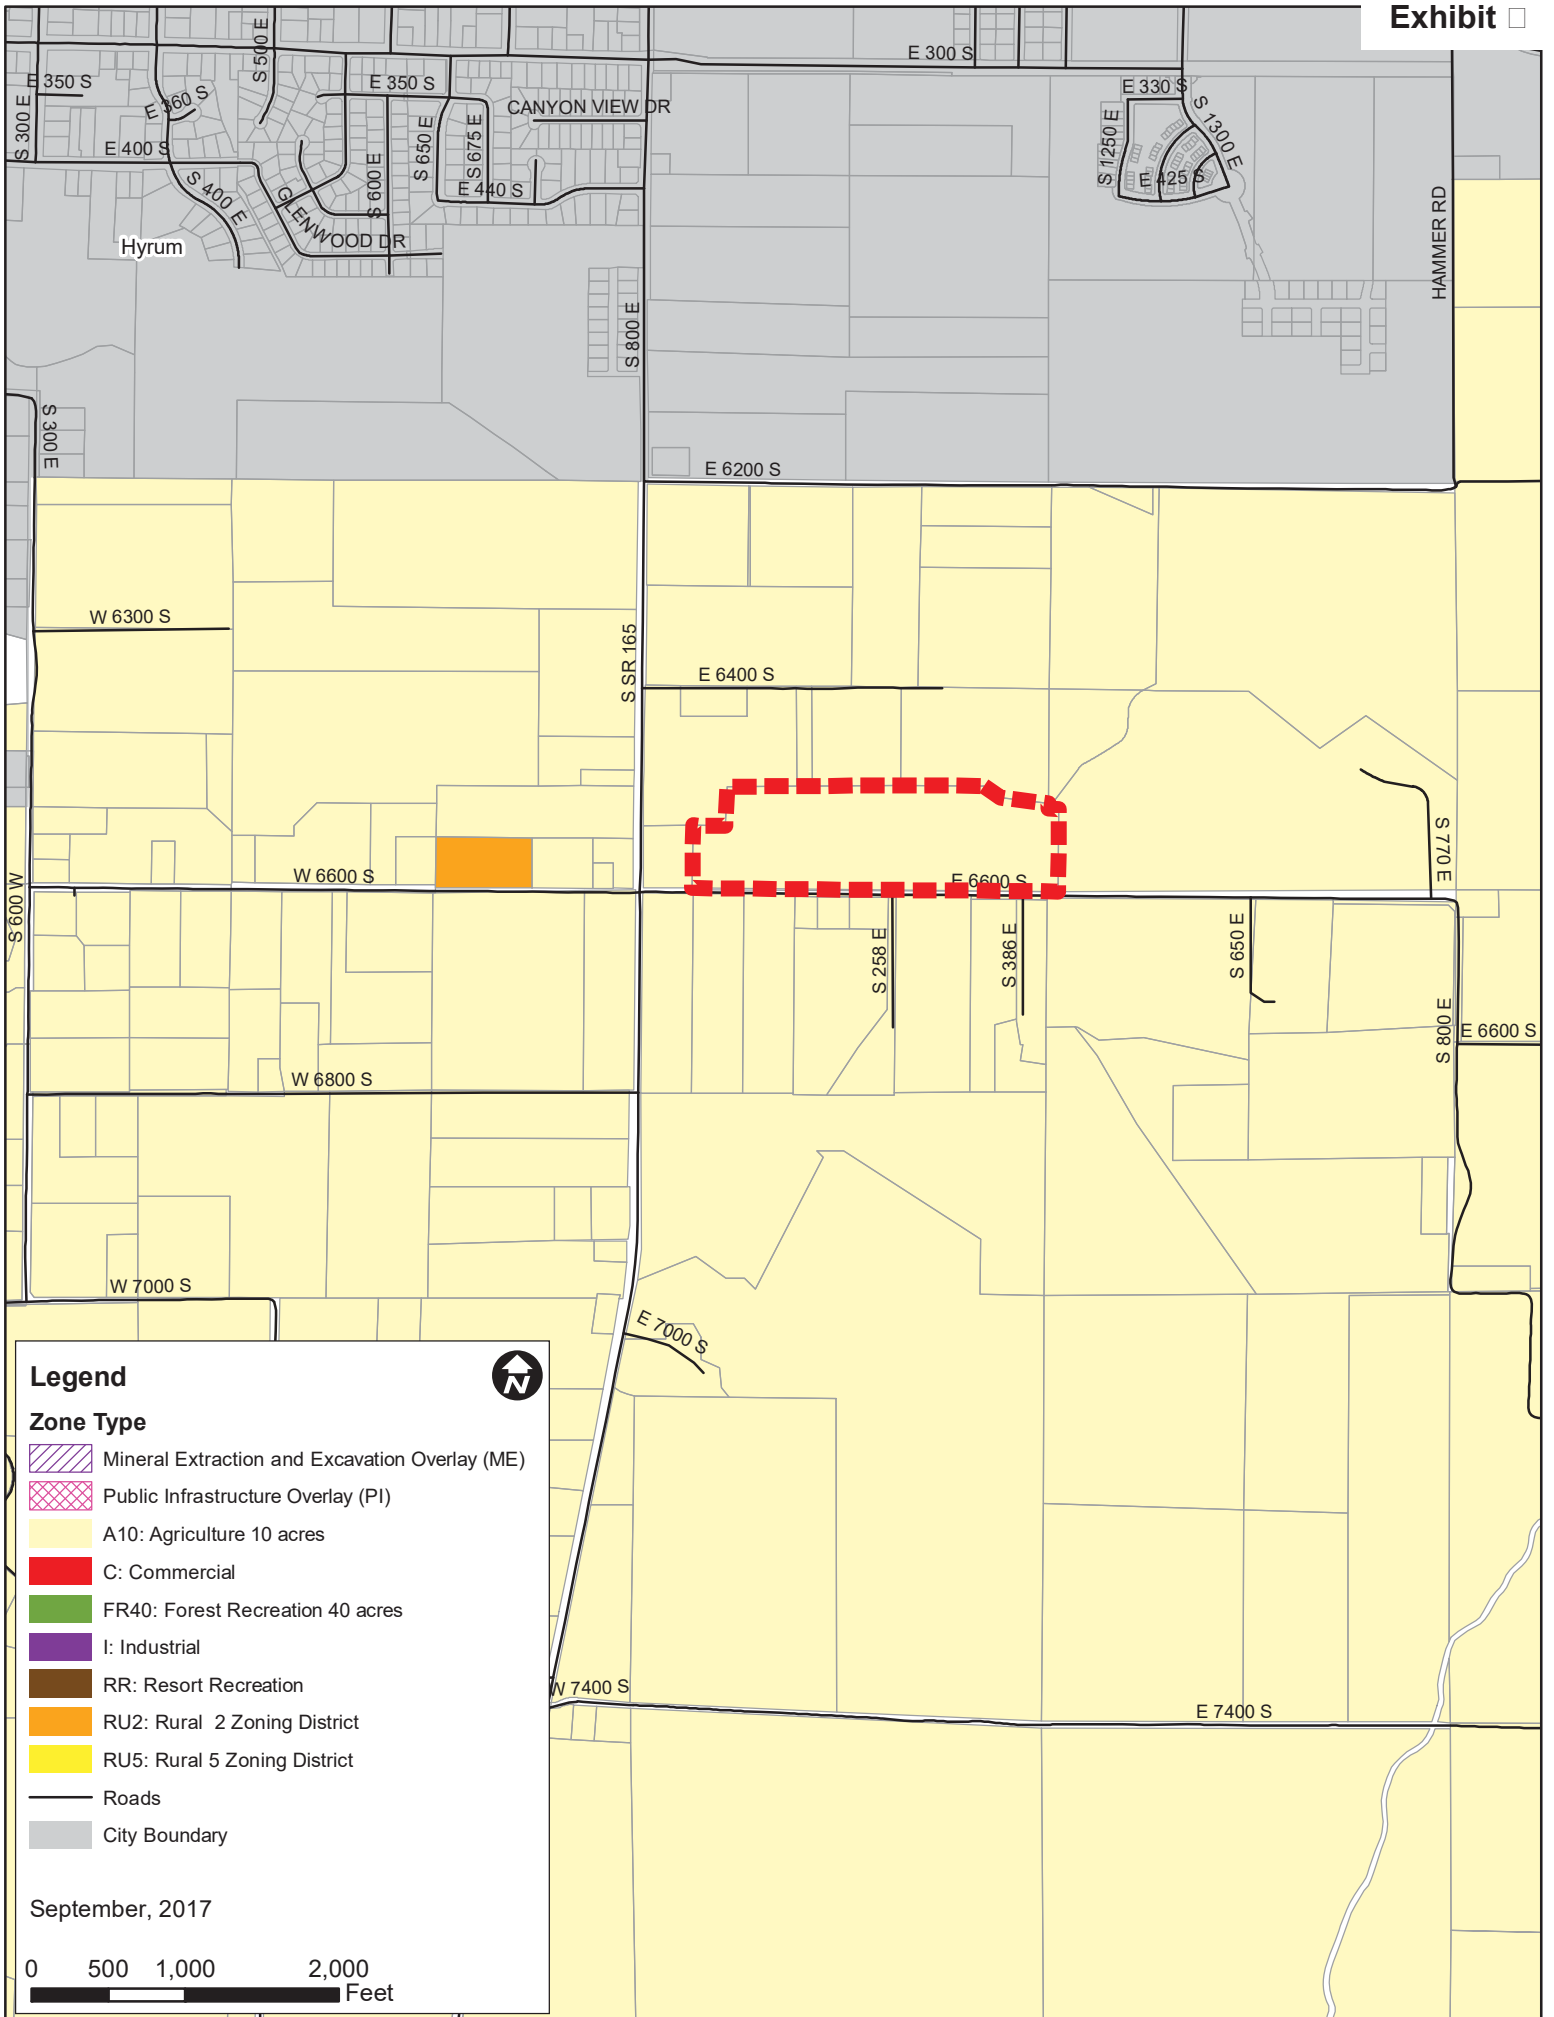 Exhibit
E 300 S
S 500 E
E 350 S
E 350 S
E 330 S
E 360 S
CANYON VIEW DR
S 300 E
S 650 E
S 675 E
S 1250 E
S 1300 E
E 400 S
S 400 E
S 600 E
E 440 S
E 425 S
GLENWOOD DR
Hyrum
HAMMER RD
S 800 E
S 300 E
E 6200 S
W 6300 S
S SR 165
E 6400 S
S 770 E
W 6600 S
E 6600 S
S 600 W
S 258 E
S 386 E
S 650 E
S 800 E
E 6600 S
W 6800 S
W 7000 S
E 7000 S
W 7400 S
E 7400 S
Legend
N
Zone Type
Mineral Extraction and Excavation Overlay (ME)
Public Infrastructure Overlay (PI)
A10: Agriculture 10 acres
C: Commercial
FR40: Forest Recreation 40 acres
I: Industrial
RR: Resort Recreation
RU2: Rural 2 Zoning District
RU5: Rural 5 Zoning District
Roads
City Boundary
September, 2017
0 500 1,000 2,000
Feet